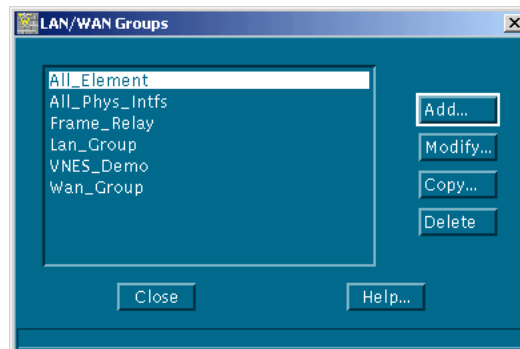 LAN/WAN Groups
All_Element
All_Phys_Intfs
Frame_Relay
Lan_Group
VNES_Demo
Wan_Group
Add...
Modify...
Copy...
Delete
Close
Help...